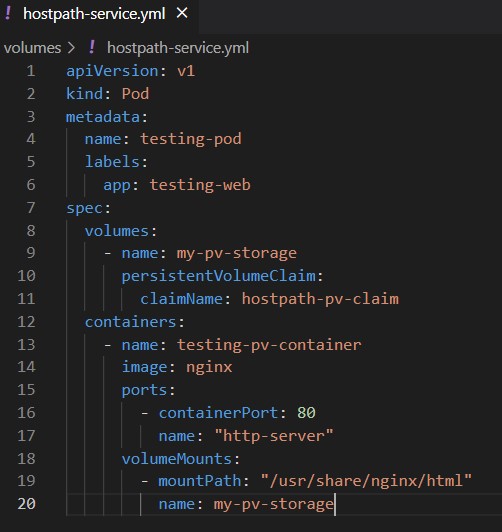 ! hostpath-service.yml ×
volumes > ! hostpath-service.yml
1 apiVersion: v1
2 kind: Pod
3 metadata:
4   name: testing-pod
5   labels:
6     app: testing-web
7 spec:
8   volumes:
9     - name: my-pv-storage
10       persistentVolumeClaim:
11         claimName: hostpath-pv-claim
12   containers:
13     - name: testing-pv-container
14       image: nginx
15       ports:
16         - containerPort: 80
17           name: "http-server"
18       volumeMounts:
19         - mountPath: "/usr/share/nginx/html"
20           name: my-pv-storage